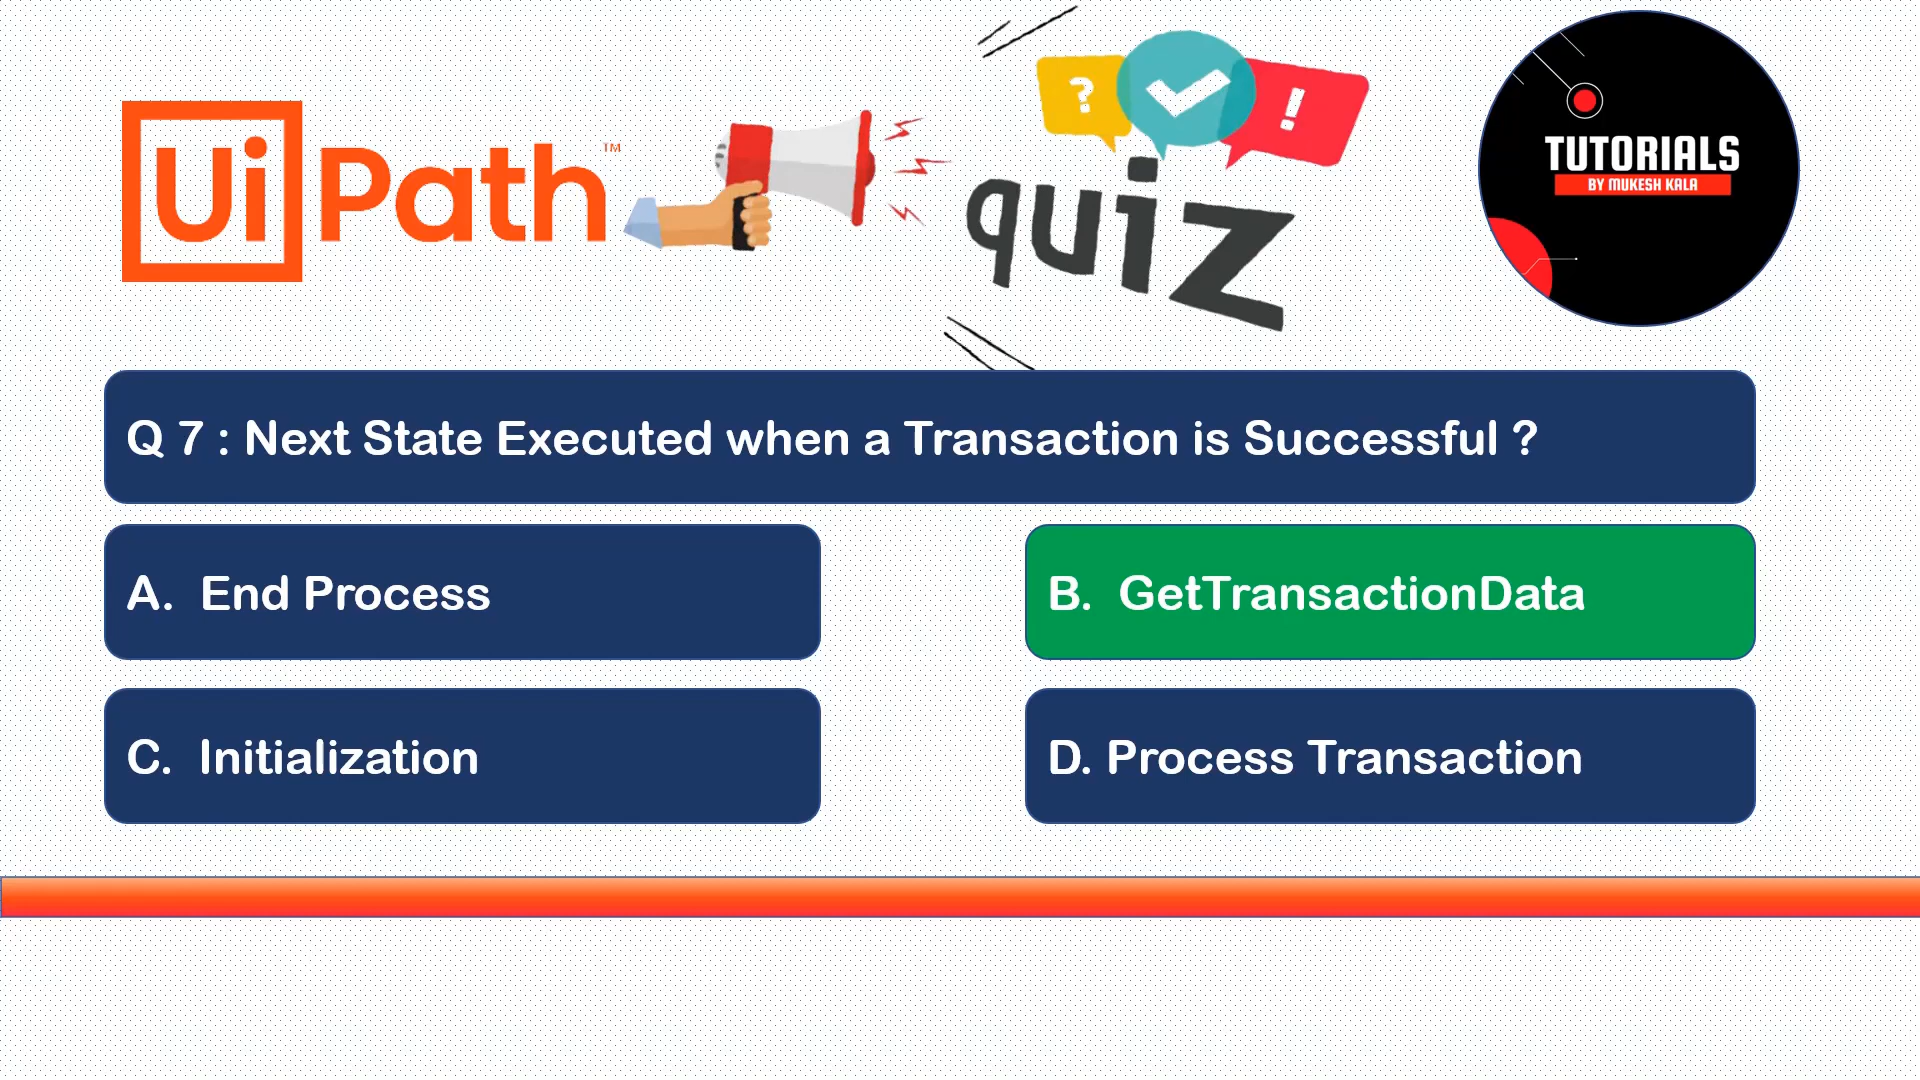 UiPath™
? !
quiz
TUTORIALS
BY MUKESH KALA
Q 7 : Next State Executed when a Transaction is Successful ?
A. End Process
B. GetTransactionData
C. Initialization
D. Process Transaction